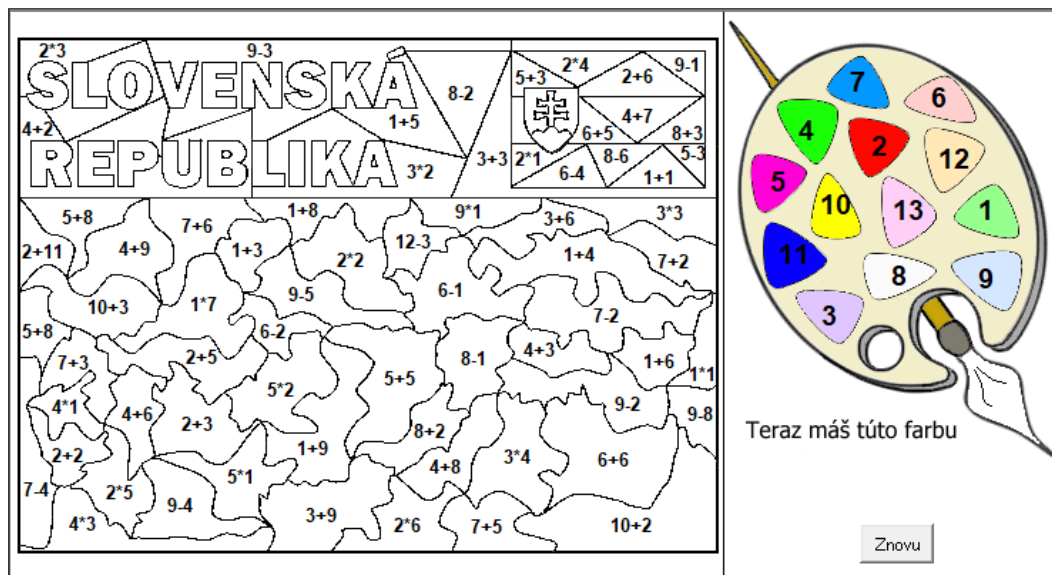 2*3 9-3
SLOVENSKÁ
4+2 1+5 8-2
REPUBLIKA
3*2 3+3
5+3 2*4 2+6 9-1
4+7
6+5 8+3
2*1 8-6 5-3
6-4 1+1
5+8 7+6 1+8 9*1 3+6 3*3
2+11 4+9 1+3 2*2 12-3 1+4 7+2
10+3 1*7 9-5 6-1 7-2
5+8 6-2
7+3 2+5 5*2 5+5 8-1 4+3 1+6 1*1
4*1 4+6 2+3 8+2 9-2 9-8
2+2 1+9 4+8 3*4 6+6
7-4 2*5 5*1
4*3 9-4 3+9 2*6 7+5 10+2
7 6
4 2 12
5 10 13 1
11 8 9
3
Teraz máš túto farbu
Znovu